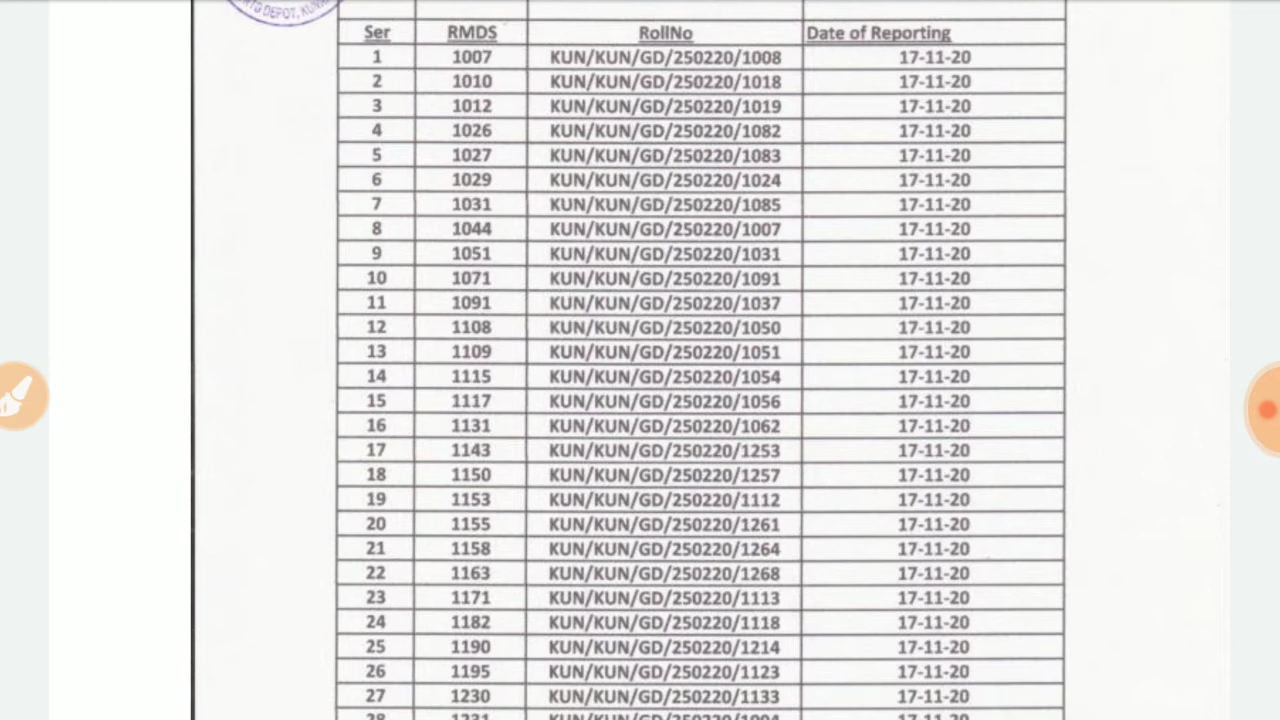 DEPOT, KUN
Ser RMDS RollNo Date of Reporting
1 1007 KUN/KUN/GD/250220/1008 17-11-20
2 1010 KUN/KUN/GD/250220/1018 17-11-20
3 1012 KUN/KUN/GD/250220/1019 17-11-20
4 1026 KUN/KUN/GD/250220/1082 17-11-20
5 1027 KUN/KUN/GD/250220/1083 17-11-20
6 1029 KUN/KUN/GD/250220/1024 17-11-20
7 1031 KUN/KUN/GD/250220/1085 17-11-20
8 1044 KUN/KUN/GD/250220/1007 17-11-20
9 1051 KUN/KUN/GD/250220/1031 17-11-20
10 1071 KUN/KUN/GD/250220/1091 17-11-20
11 1091 KUN/KUN/GD/250220/1037 17-11-20
12 1108 KUN/KUN/GD/250220/1050 17-11-20
13 1109 KUN/KUN/GD/250220/1051 17-11-20
14 1115 KUN/KUN/GD/250220/1054 17-11-20
15 1117 KUN/KUN/GD/250220/1056 17-11-20
16 1131 KUN/KUN/GD/250220/1062 17-11-20
17 1143 KUN/KUN/GD/250220/1253 17-11-20
18 1150 KUN/KUN/GD/250220/1257 17-11-20
19 1153 KUN/KUN/GD/250220/1112 17-11-20
20 1155 KUN/KUN/GD/250220/1261 17-11-20
21 1158 KUN/KUN/GD/250220/1264 17-11-20
22 1163 KUN/KUN/GD/250220/1268 17-11-20
23 1171 KUN/KUN/GD/250220/1113 17-11-20
24 1182 KUN/KUN/GD/250220/1118 17-11-20
25 1190 KUN/KUN/GD/250220/1214 17-11-20
26 1195 KUN/KUN/GD/250220/1123 17-11-20
27 1230 KUN/KUN/GD/250220/1133 17-11-20